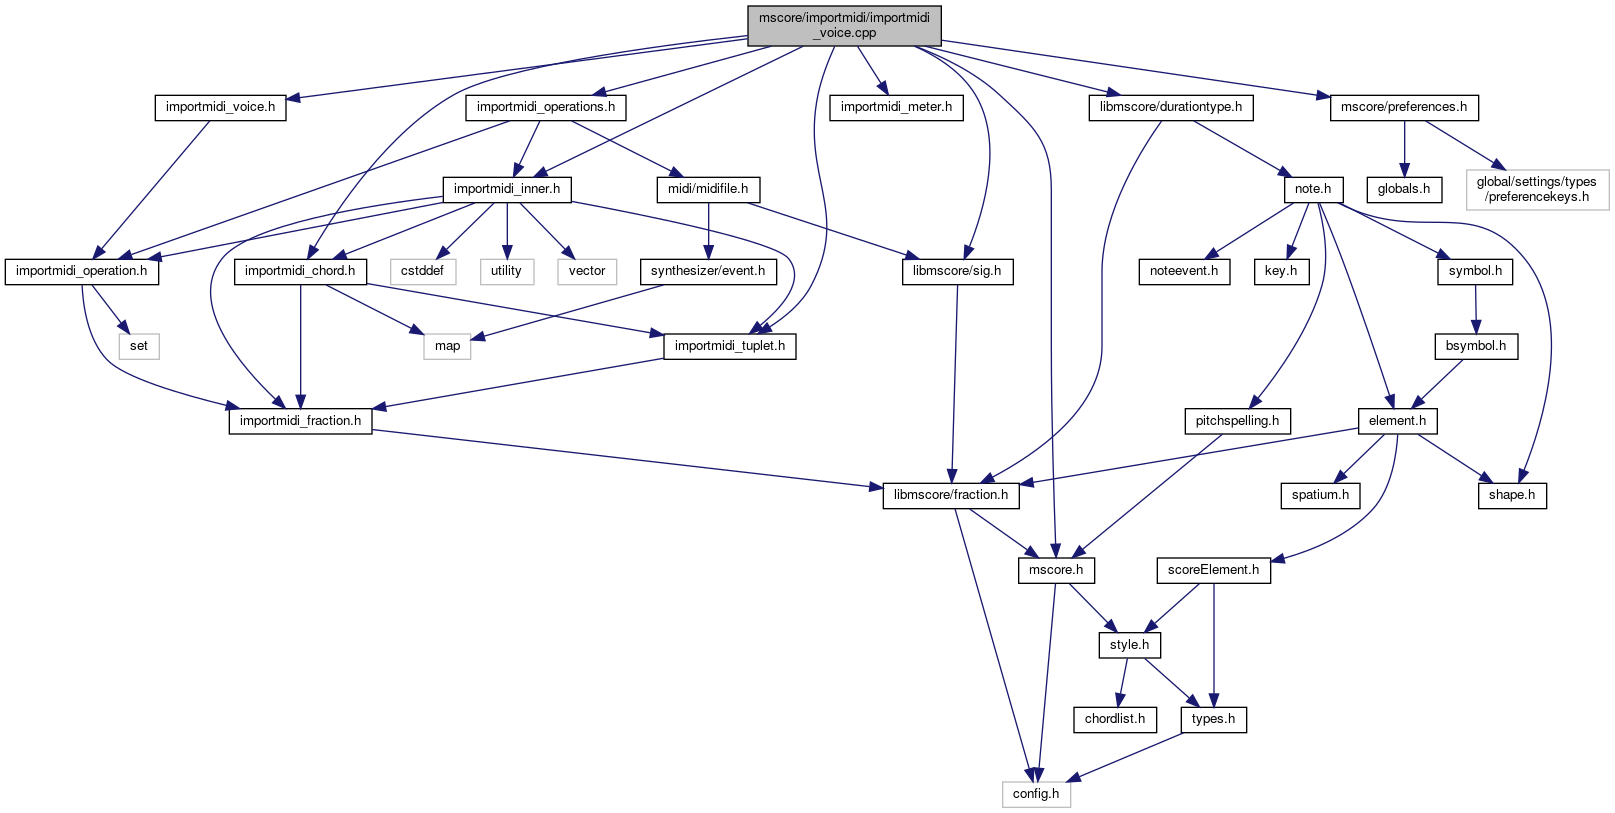 mscore/importmidi/importmidi
_voice.cpp
importmidi_voice.h
importmidi_operations.h
importmidi_meter.h
libmscore/durationtype.h
mscore/preferences.h
importmidi_inner.h
midi/midifile.h
note.h
globals.h
global/settings/types
/preferencekeys.h
importmidi_operation.h
importmidi_chord.h
cstddef
utility
vector
synthesizer/event.h
libmscore/sig.h
noteevent.h
key.h
symbol.h
set
map
importmidi_tuplet.h
bsymbol.h
importmidi_fraction.h
pitchspelling.h
element.h
libmscore/fraction.h
spatium.h
shape.h
mscore.h
scoreElement.h
style.h
chordlist.h
types.h
config.h